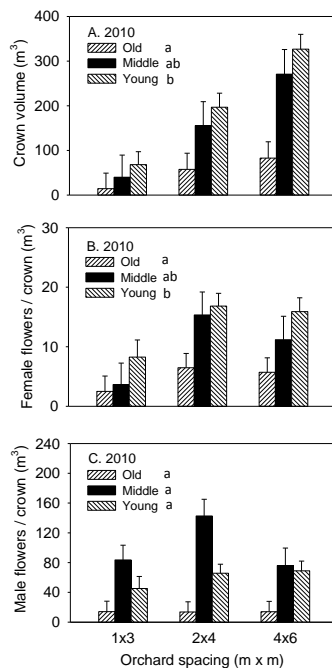 A. 2010
Old a
Middle ab
Young b
Crown volume (m³)
400
300
200
100
0
B. 2010
Old a
Middle ab
Young b
Female flowers / crown (m³)
30
20
10
0
C. 2010
Old a
Middle a
Young a
Male flowers / crown (m³)
240
200
160
120
80
40
0
1x3 2x4 4x6
Orchard spacing (m x m)